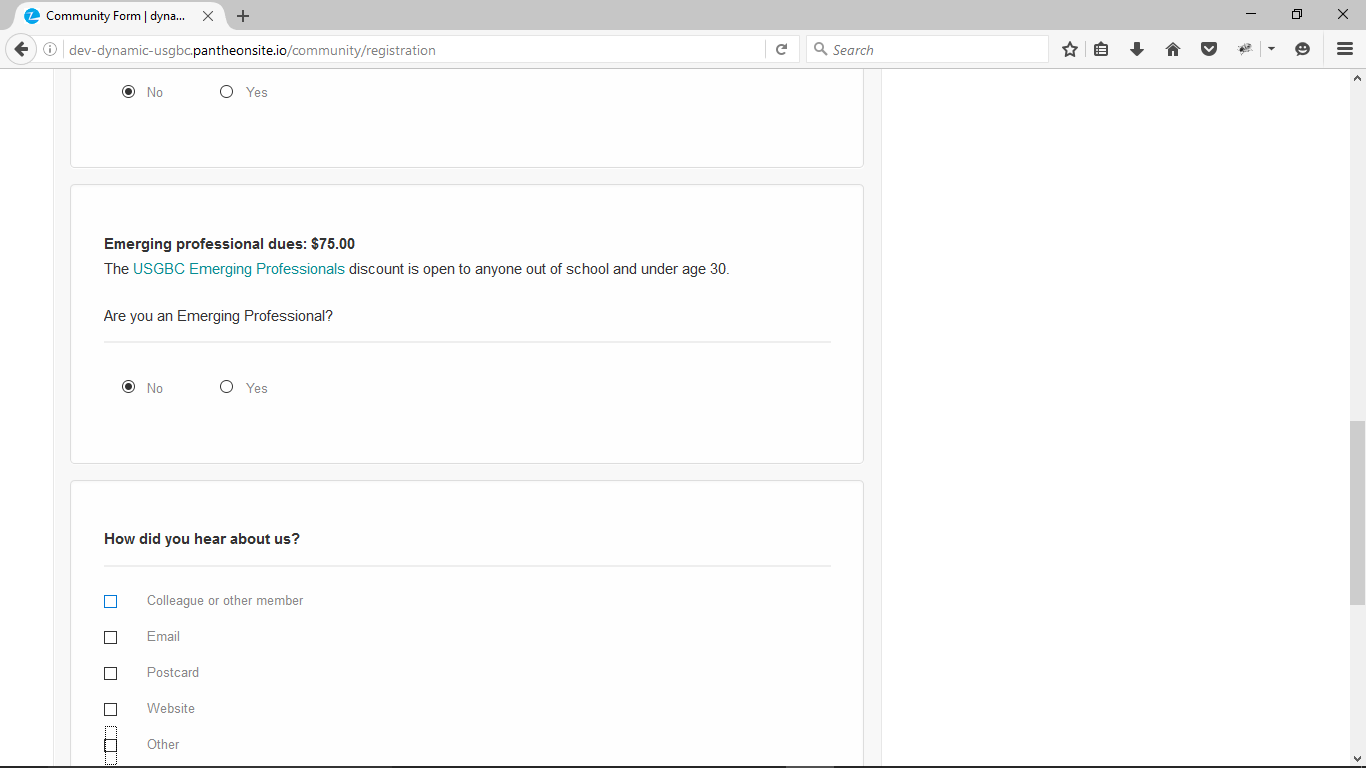 Community Form | dyna...
dev-dynamic-usgbc.pantheonsite.io/community/registration
Search
No Yes
Emerging professional dues: $75.00
The USGBC Emerging Professionals discount is open to anyone out of school and under age 30.
Are you an Emerging Professional?
No Yes
How did you hear about us?
Colleague or other member
Email
Postcard
Website
Other